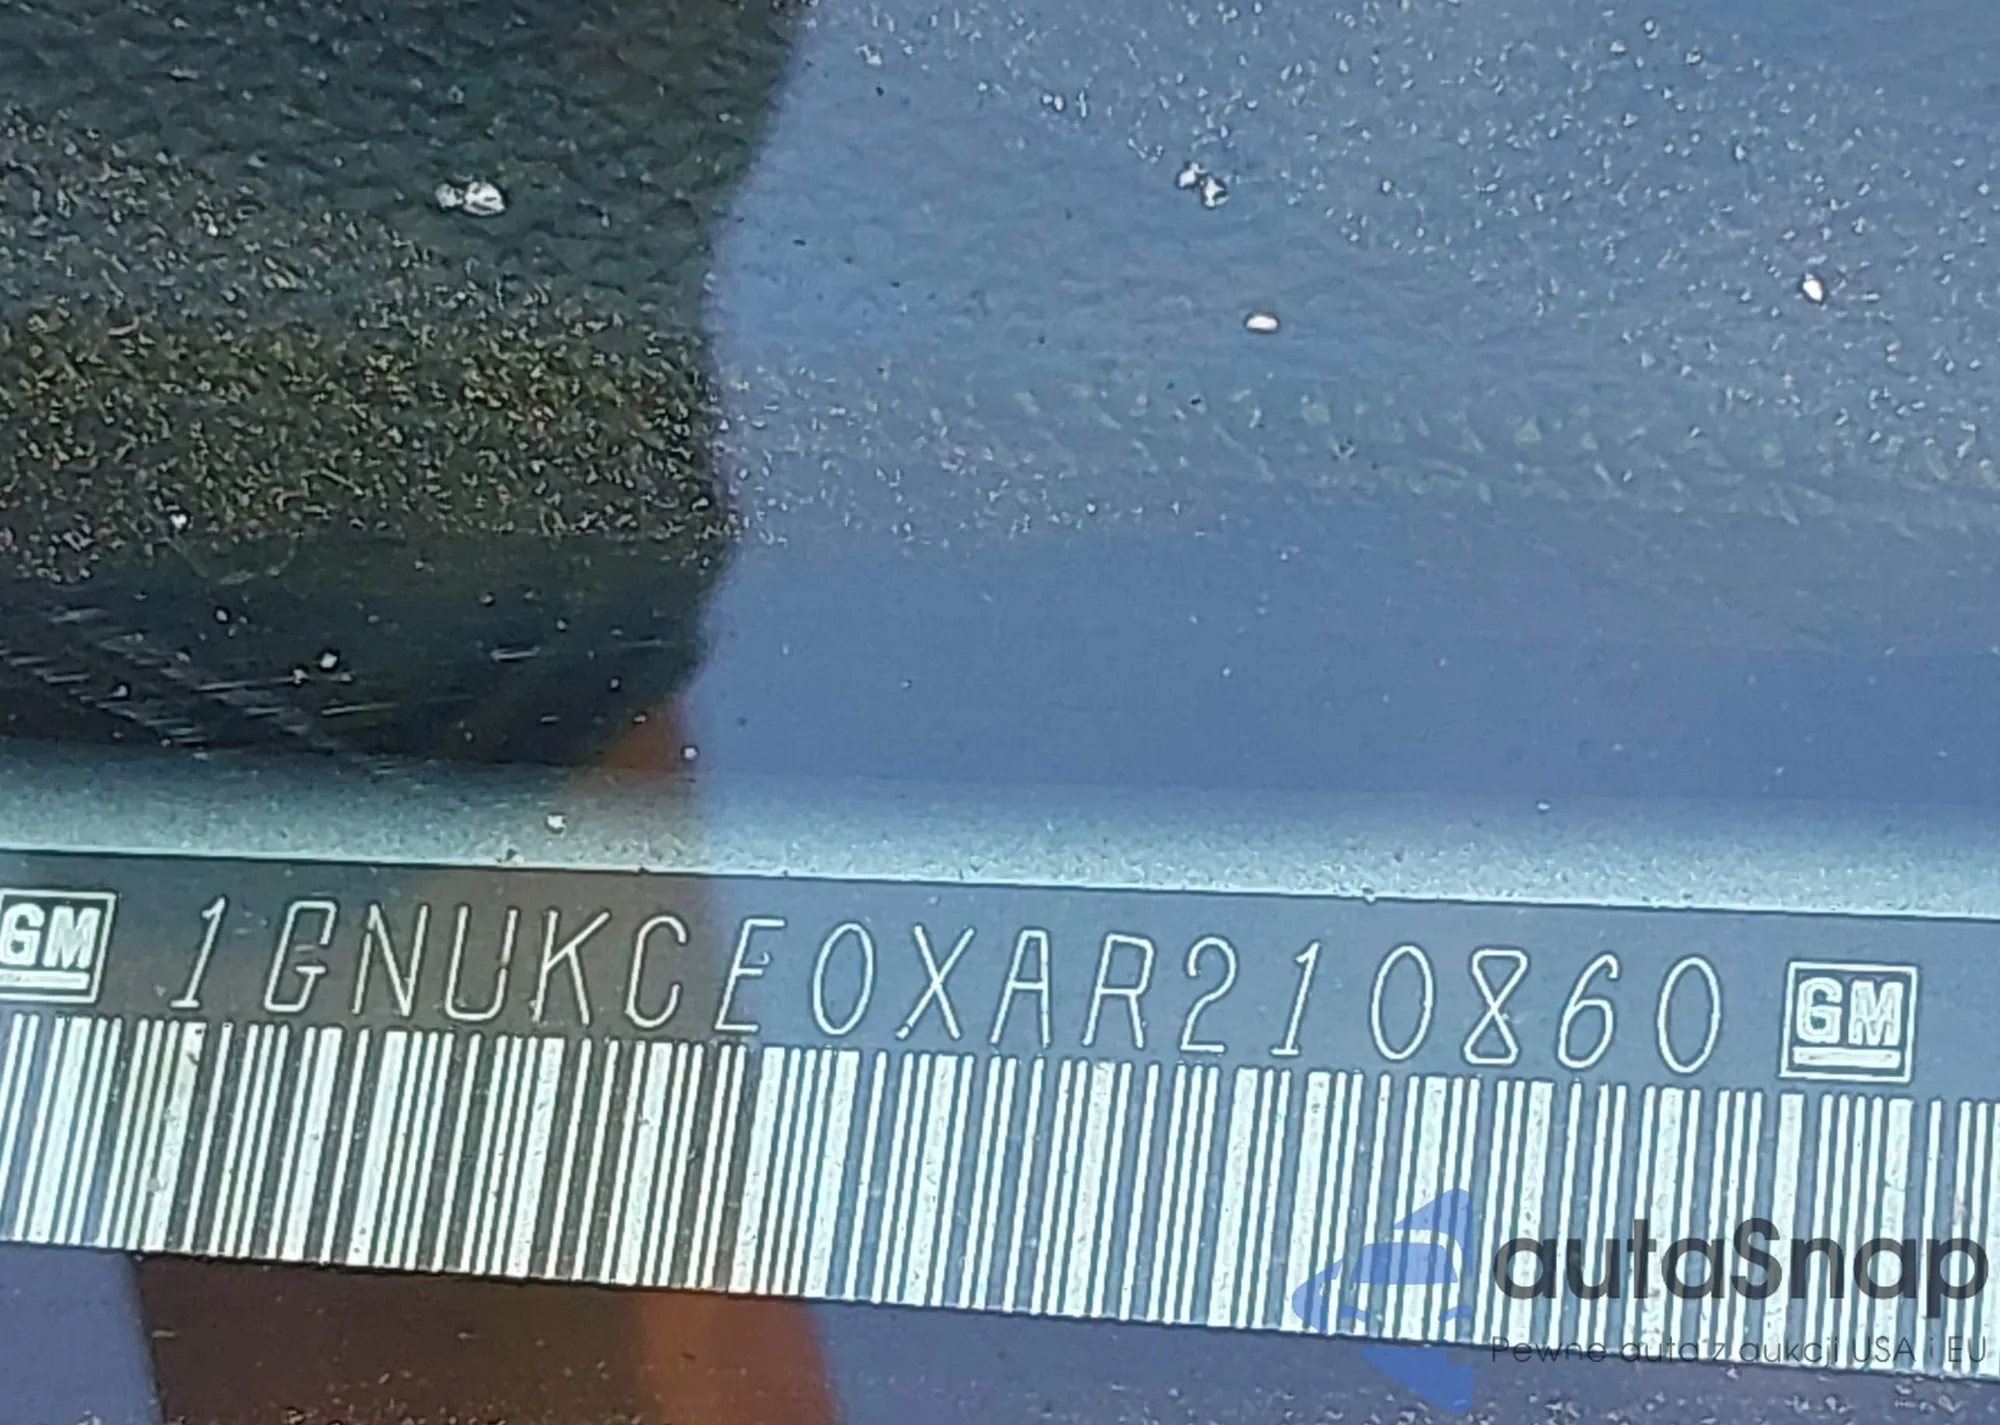 GM 1GNUKCE0XAR210860 GM
autaSnap
Pewne auta z aukcji USA i EU